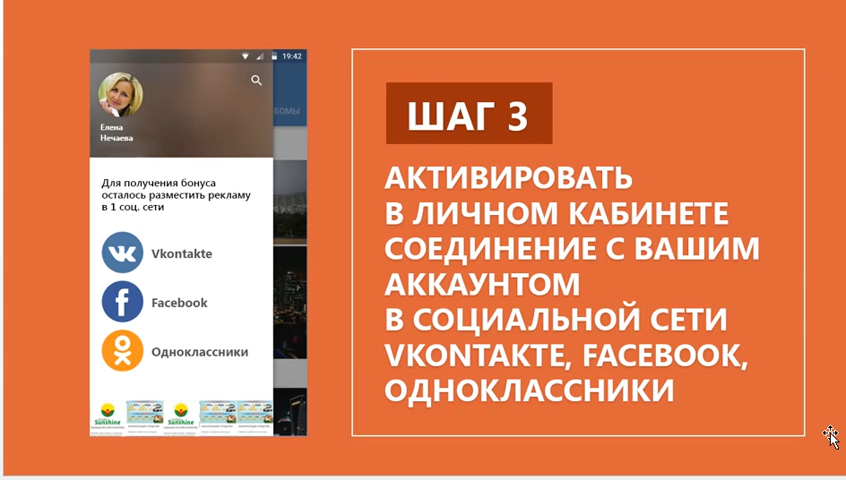 19:42
БОМЫ
Елена
Нечаева
Для получения бонуса
осталось разместить рекламу
в 1 соц. сети
Vkontakte
Facebook
Одноклассники
Sunshine
Sunshine
ШАГ 3
АКТИВИРОВАТЬ
В ЛИЧНОМ КАБИНЕТЕ
СОЕДИНЕНИЕ С ВАШИМ
АККАУНТОМ
В СОЦИАЛЬНОЙ СЕТИ
VKONTAKTE, FACEBOOK,
ОДНОКЛАССНИКИ